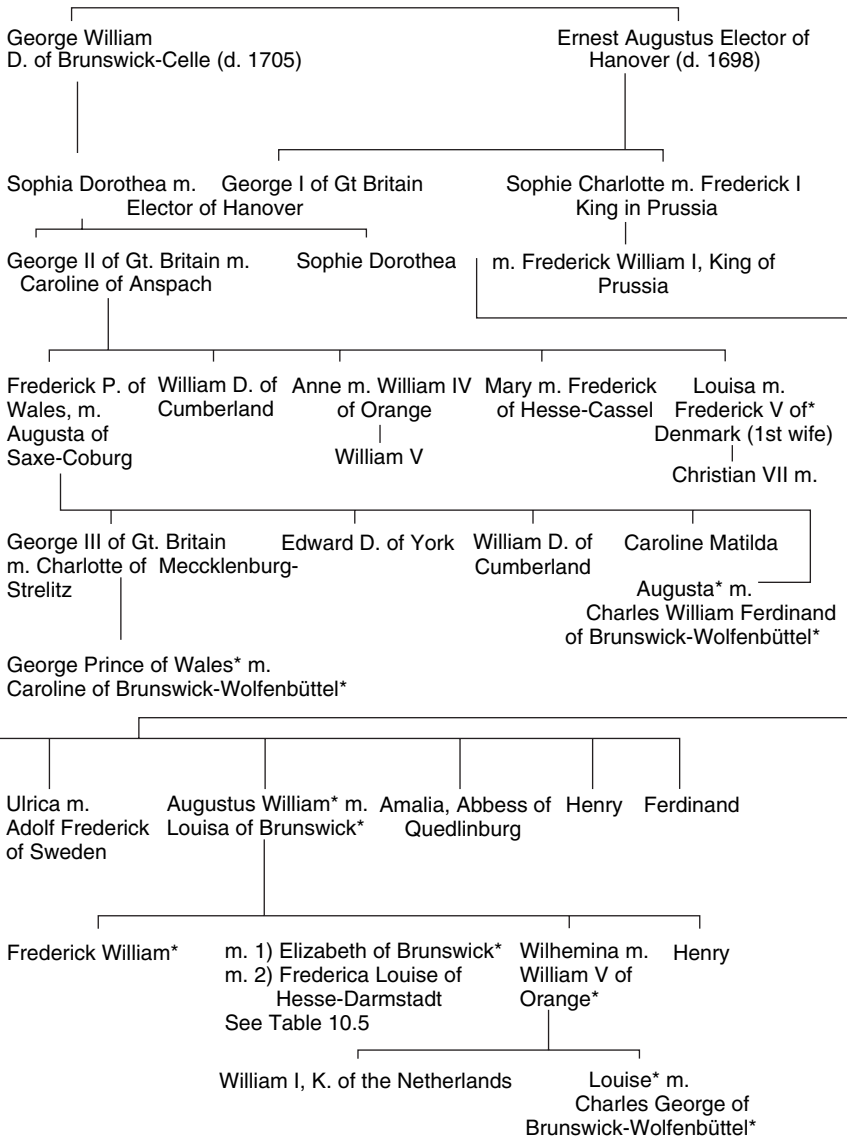 George William
D. of Brunswick-Celle (d. 1705)
Ernest Augustus Elector of
Hanover (d. 1698)
Sophia Dorothea m. George I of Gt Britain
Elector of Hanover
Sophie Charlotte m. Frederick I
King in Prussia
George II of Gt. Britain m.
Caroline of Anspach
Sophie Dorothea
m. Frederick William I, King of
Prussia
Frederick P. of
Wales, m.
Augusta of
Saxe-Coburg
William D. of
Cumberland
Anne m. William IV
of Orange
William V
Mary m. Frederick
of Hesse-Cassel
Louisa m.
Frederick V of*
Denmark (1st wife)
Christian VII m.
George III of Gt. Britain
m. Charlotte of Meccklenburg-
Strelitz
Edward D. of York
William D. of
Cumberland
Caroline Matilda
Augusta* m.
Charles William Ferdinand
of Brunswick-Wolfenbüttel*
George Prince of Wales* m.
Caroline of Brunswick-Wolfenbüttel*
Ulrica m.
Adolf Frederick
of Sweden
Augustus William* m.
Louisa of Brunswick*
Amalia, Abbess of
Quedlinburg
Henry
Ferdinand
Frederick William*
m. 1) Elizabeth of Brunswick*
m. 2) Frederica Louise of
Hesse-Darmstadt
See Table 10.5
Wilhemina m.
William V of
Orange*
Henry
William I, K. of the Netherlands
Louise* m.
Charles George of
Brunswick-Wolfenbüttel*